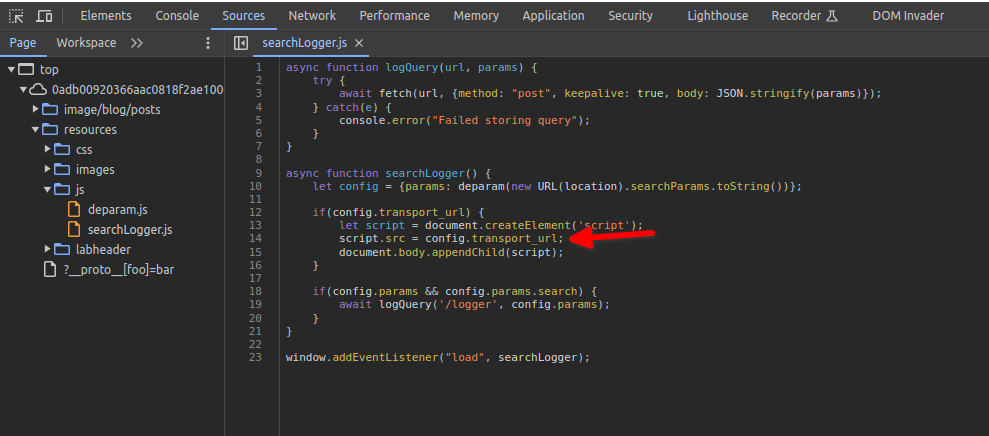 Elements Console Sources Network Performance Memory Application Security Lighthouse Recorder DOM Invader
Page Workspace searchLogger.js
top
0adb00920366aac0818f2ae100
image/blog/posts
resources
css
images
js
deparam.js
searchLogger.js
labheader
?__proto__[foo]=bar
1 async function logQuery(url, params) {
2 try {
3 await fetch(url, {method: "post", keepalive: true, body: JSON.stringify(params)});
4 } catch(e) {
5 console.error("Failed storing query");
6 }
7 }
8
9 async function searchLogger() {
10 let config = {params: deparam(new URL(location).searchParams.toString())};
11
12 if(config.transport_url) {
13 let script = document.createElement('script');
14 script.src = config.transport_url;
15 document.body.appendChild(script);
16 }
17
18 if(config.params && config.params.search) {
19 await logQuery('/logger', config.params);
20 }
21 }
22
23 window.addEventListener("load", searchLogger);